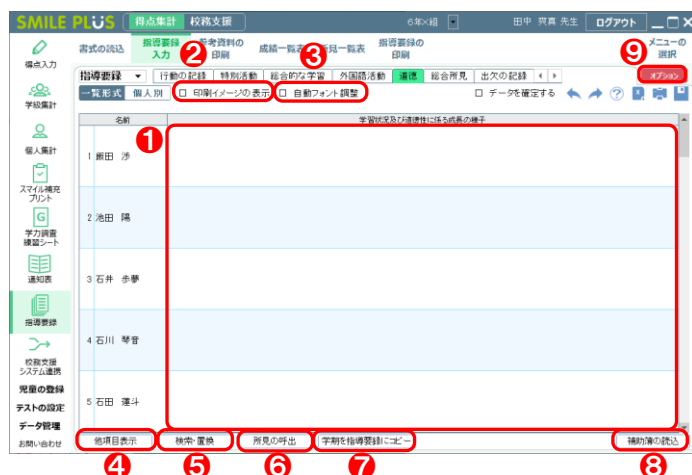 SMILE PLUS 得点集計 校務支援 6年×組 田中 爽真 先生 ログアウト
書式の読込 指導要録 入力 参考資料の 印刷 成績一覧表 所見一覧表 指導要録の 印刷 メニューの 選択
❷ ❸ ❾
指導要録 行動の記録 特別活動 総合的な学習 外国語活動 道徳 総合所見 出欠の記録 オプション
一覧形式 個人別 印刷イメージの表示 自動フォント調整 データを確定する
名前 学習状況及び道徳性に係る成長の様子
❶
1 飯田 渉
2 池田 陽
3 石井 歩夢
4 石川 琴音
5 石田 蓮斗
得点入力
学級集計
個人集計
スマイル補充
プリント
学力調査
練習シート
通知表
指導要録
校務支援
システム連携
児童の登録
テストの設定
データ管理
お問い合わせ
他項目表示 検索・置換 所見の呼出 学期を指導要録にコピー 補助簿の読込
❹ ❺ ❻ ❼ ❽